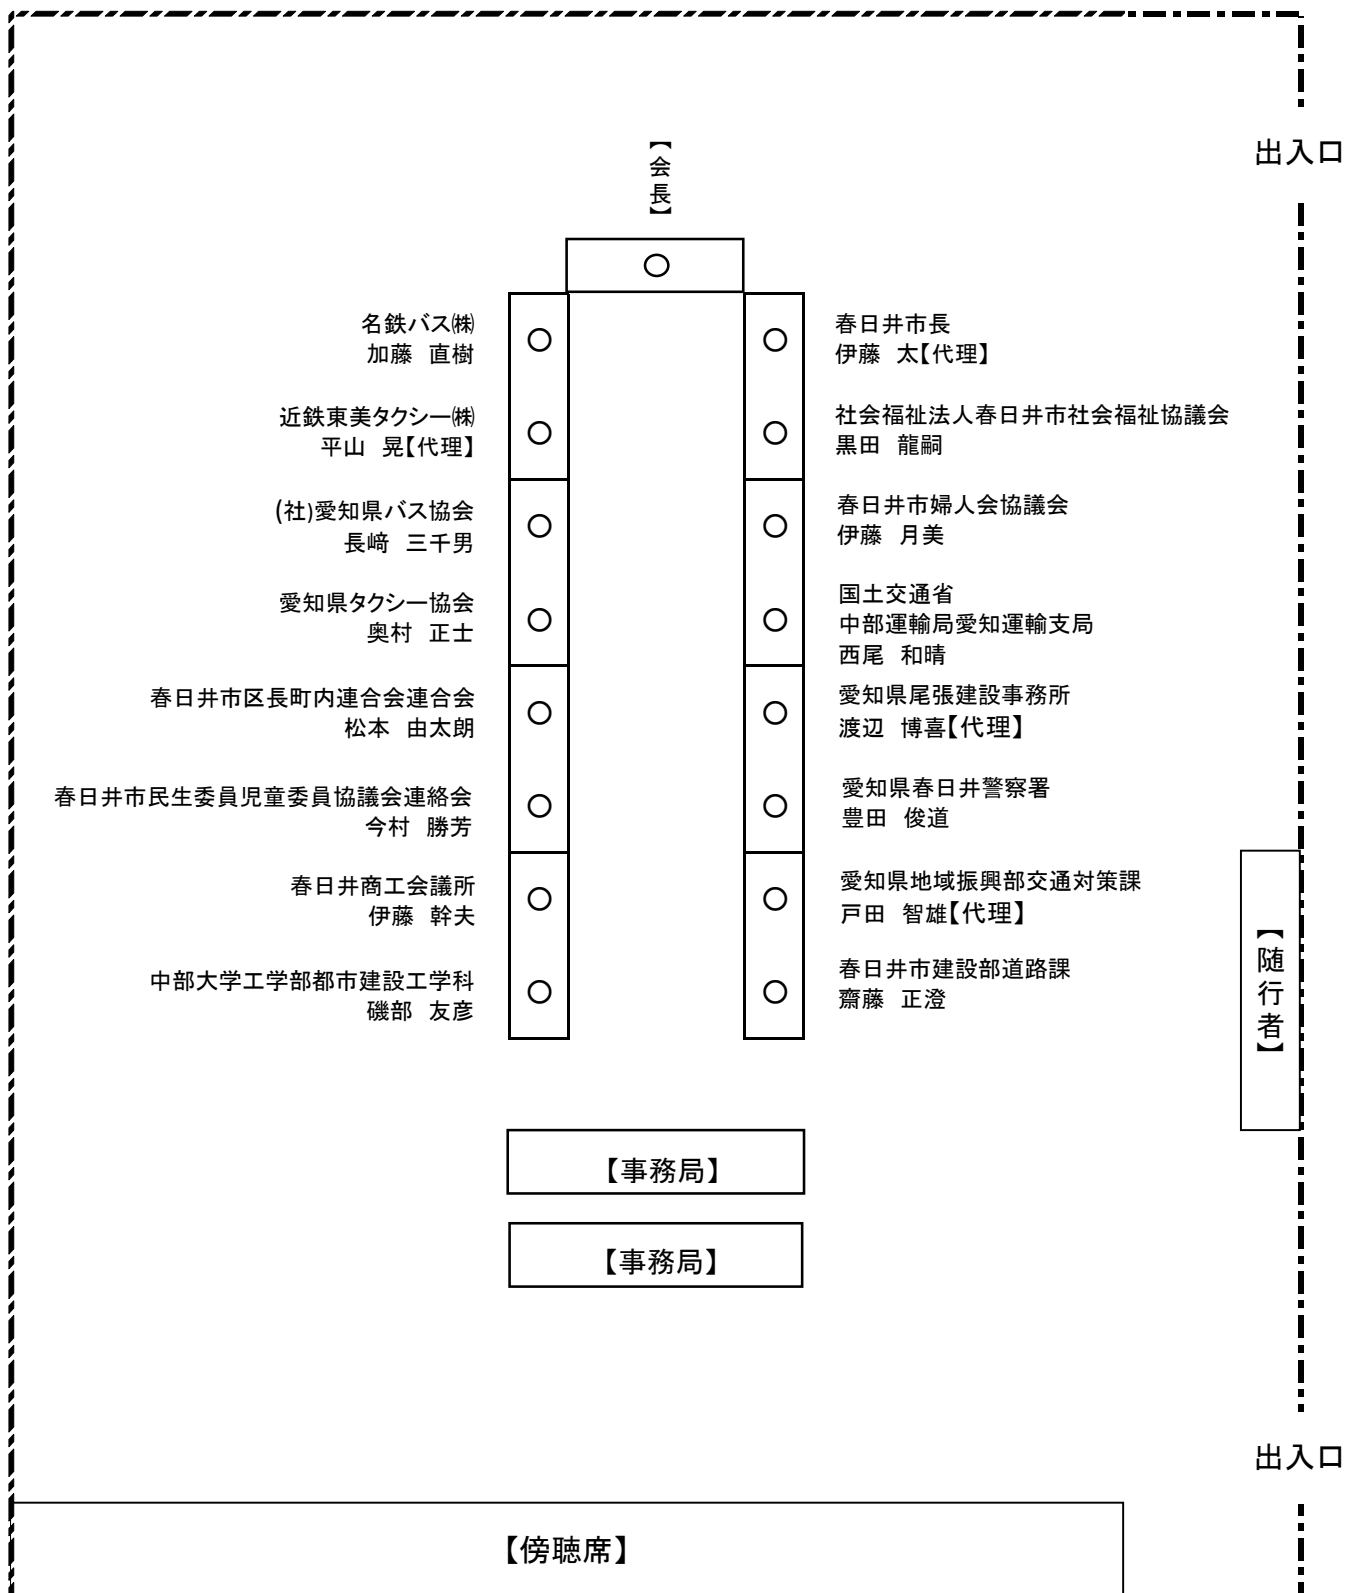 出入口
【会長】
名鉄バス㈱
加藤　直樹
近鉄東美タクシー㈱
平山　晃【代理】
(社)愛知県バス協会
長﨑　三千男
愛知県タクシー協会
奥村　正士
春日井市区長町内連合会連合会
松本　由太朗
春日井市民生委員児童委員協議会連絡会
今村　勝芳
春日井商工会議所
伊藤　幹夫
中部大学工学部都市建設工学科
磯部　友彦
春日井市長
伊藤　太【代理】
社会福祉法人春日井市社会福祉協議会
黒田　龍嗣
春日井市婦人会協議会
伊藤　月美
国土交通省
中部運輸局愛知運輸支局
西尾　和晴
愛知県尾張建設事務所
渡辺　博喜【代理】
愛知県春日井警察署
豊田　俊道
愛知県地域振興部交通対策課
戸田　智雄【代理】
春日井市建設部道路課
齋藤　正澄
【随行者】
【事務局】
【事務局】
出入口
【傍聴席】